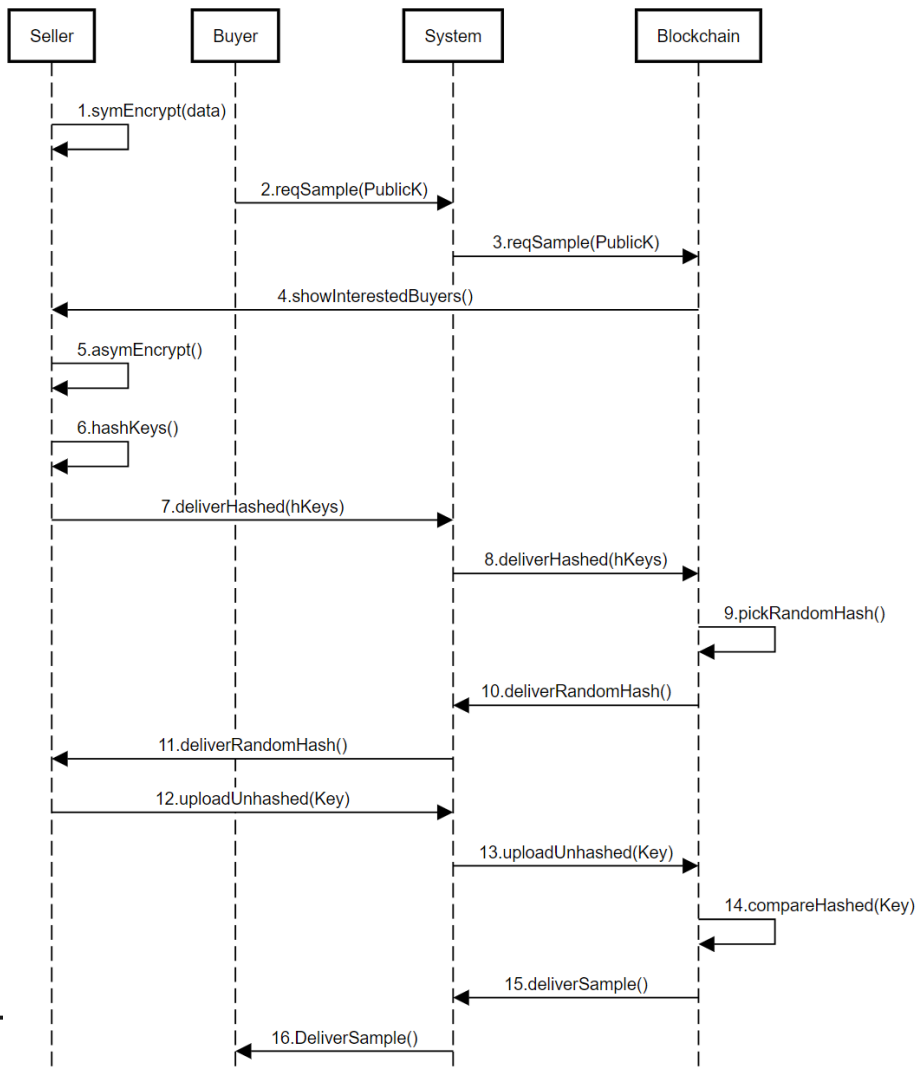 Seller
Buyer
System
Blockchain
1.symEncrypt(data)
2.reqSample(PublicK)
3.reqSample(PublicK)
4.showInterestedBuyers()
5.asymEncrypt()
6.hashKeys()
7.deliverHashed(hKeys)
8.deliverHashed(hKeys)
9.pickRandomHash()
10.deliverRandomHash()
11.deliverRandomHash()
12.uploadUnhashed(Key)
13.uploadUnhashed(Key)
14.compareHashed(Key)
15.deliverSample()
16.DeliverSample()